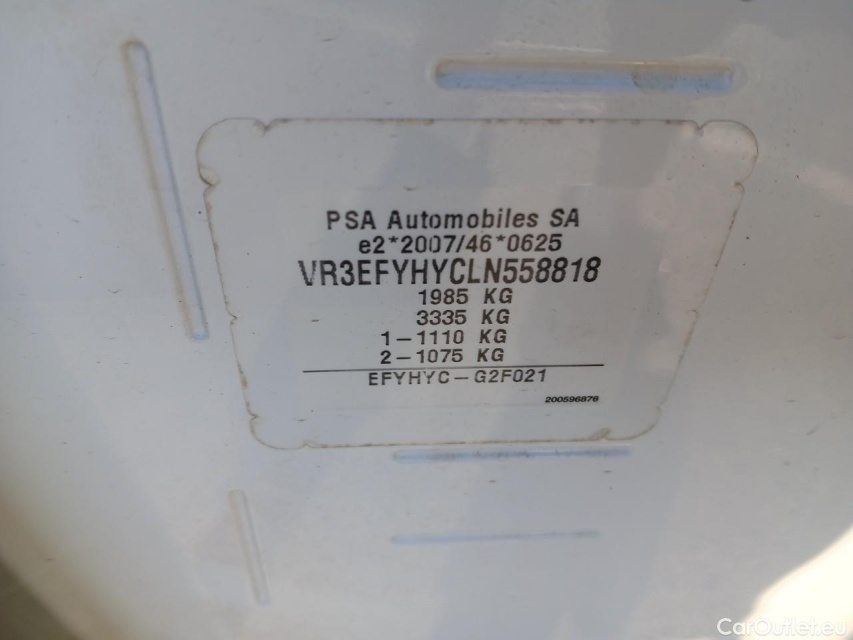 PSA Automobiles SA
e2*2007/46*0625
VR3EFYHYCLN558818
1985 KG
3335 KG
1-1110 KG
2-1075 KG
EFYHYC-G2F021
200596876
CarOutlet.eu